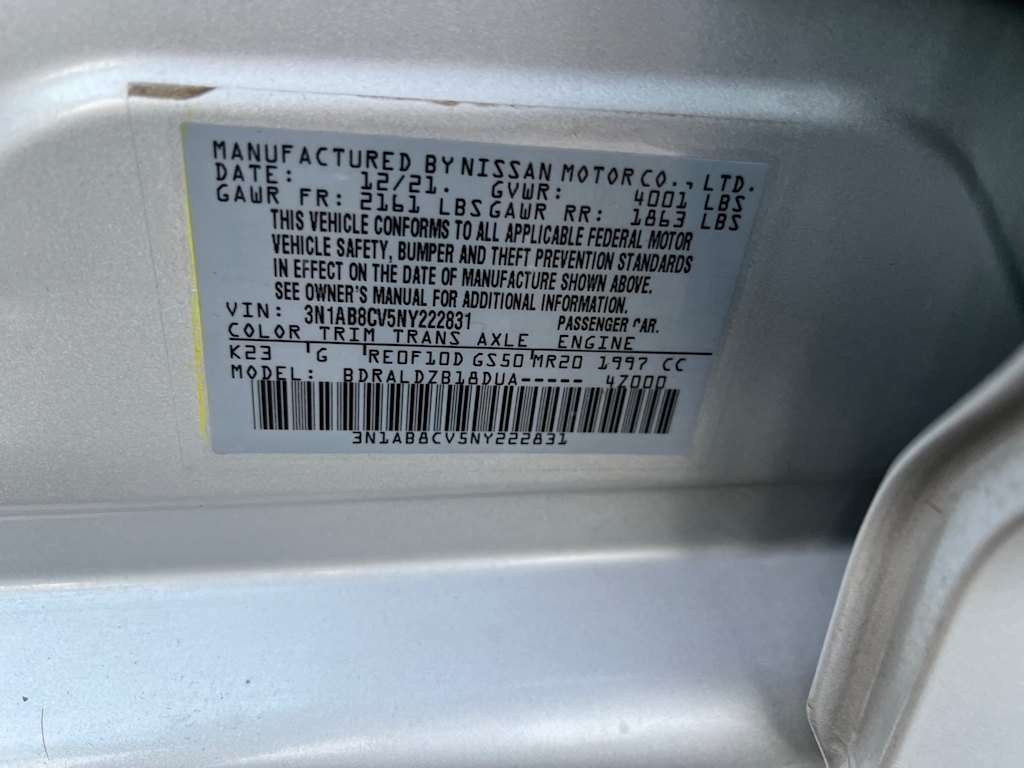 MANUFACTURED BY NISSAN MOTOR CO., LTD.
DATE: 12/21. GVWR: 4001 LBS
GAWR FR: 2161 LBS GAWR RR: 1863 LBS
THIS VEHICLE CONFORMS TO ALL APPLICABLE FEDERAL MOTOR
VEHICLE SAFETY, BUMPER AND THEFT PREVENTION STANDARDS
IN EFFECT ON THE DATE OF MANUFACTURE SHOWN ABOVE.
SEE OWNER'S MANUAL FOR ADDITIONAL INFORMATION.
VIN: 3N1AB8CV5NY222831 PASSENGER CAR.
COLOR TRIM TRANS AXLE ENGINE
K23 G RE0F10D GS50 MR20 1997 CC
MODEL: BDRALDZB18DUA----- 47000
3N1AB8CV5NY222831